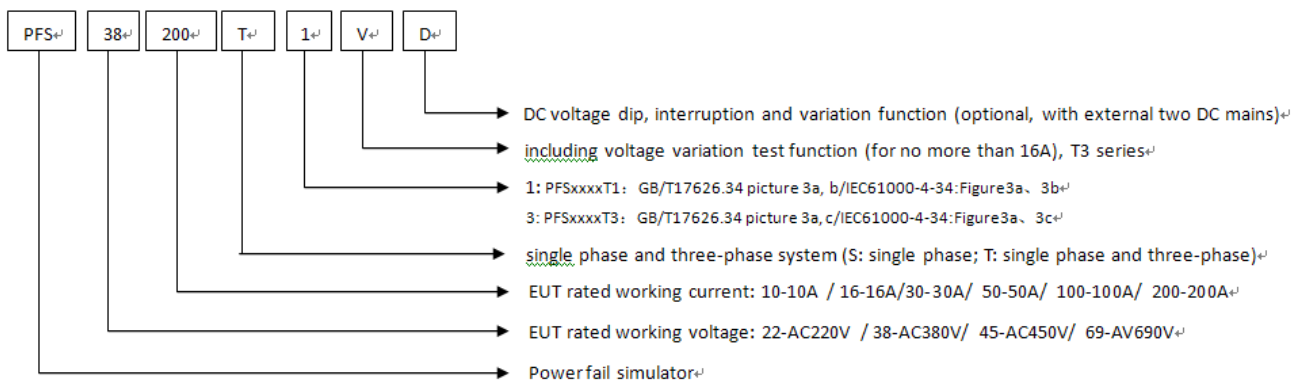 PFS↵ 38↵ 200↵ T↵ 1↵ V↵ D↵
DC voltage dip, interruption and variation function (optional, with external two DC mains)↵
including voltage variation test function (for no more than 16A), T3 series↵
1: PFSxxxxT1：GB/T17626.34 picture 3a, b/IEC61000-4-34:Figure3a、3b↵
3: PFSxxxxT3：GB/T17626.34 picture 3a, c/IEC61000-4-34:Figure3a、3c↵
single phase and three-phase system (S: single phase; T: single phase and three-phase)↵
EUT rated working current: 10-10A / 16-16A/30-30A/ 50-50A/ 100-100A/ 200-200A↵
EUT rated working voltage: 22-AC220V / 38-AC380V/ 45-AC450V/ 69-AV690V↵
Power fail simulator↵